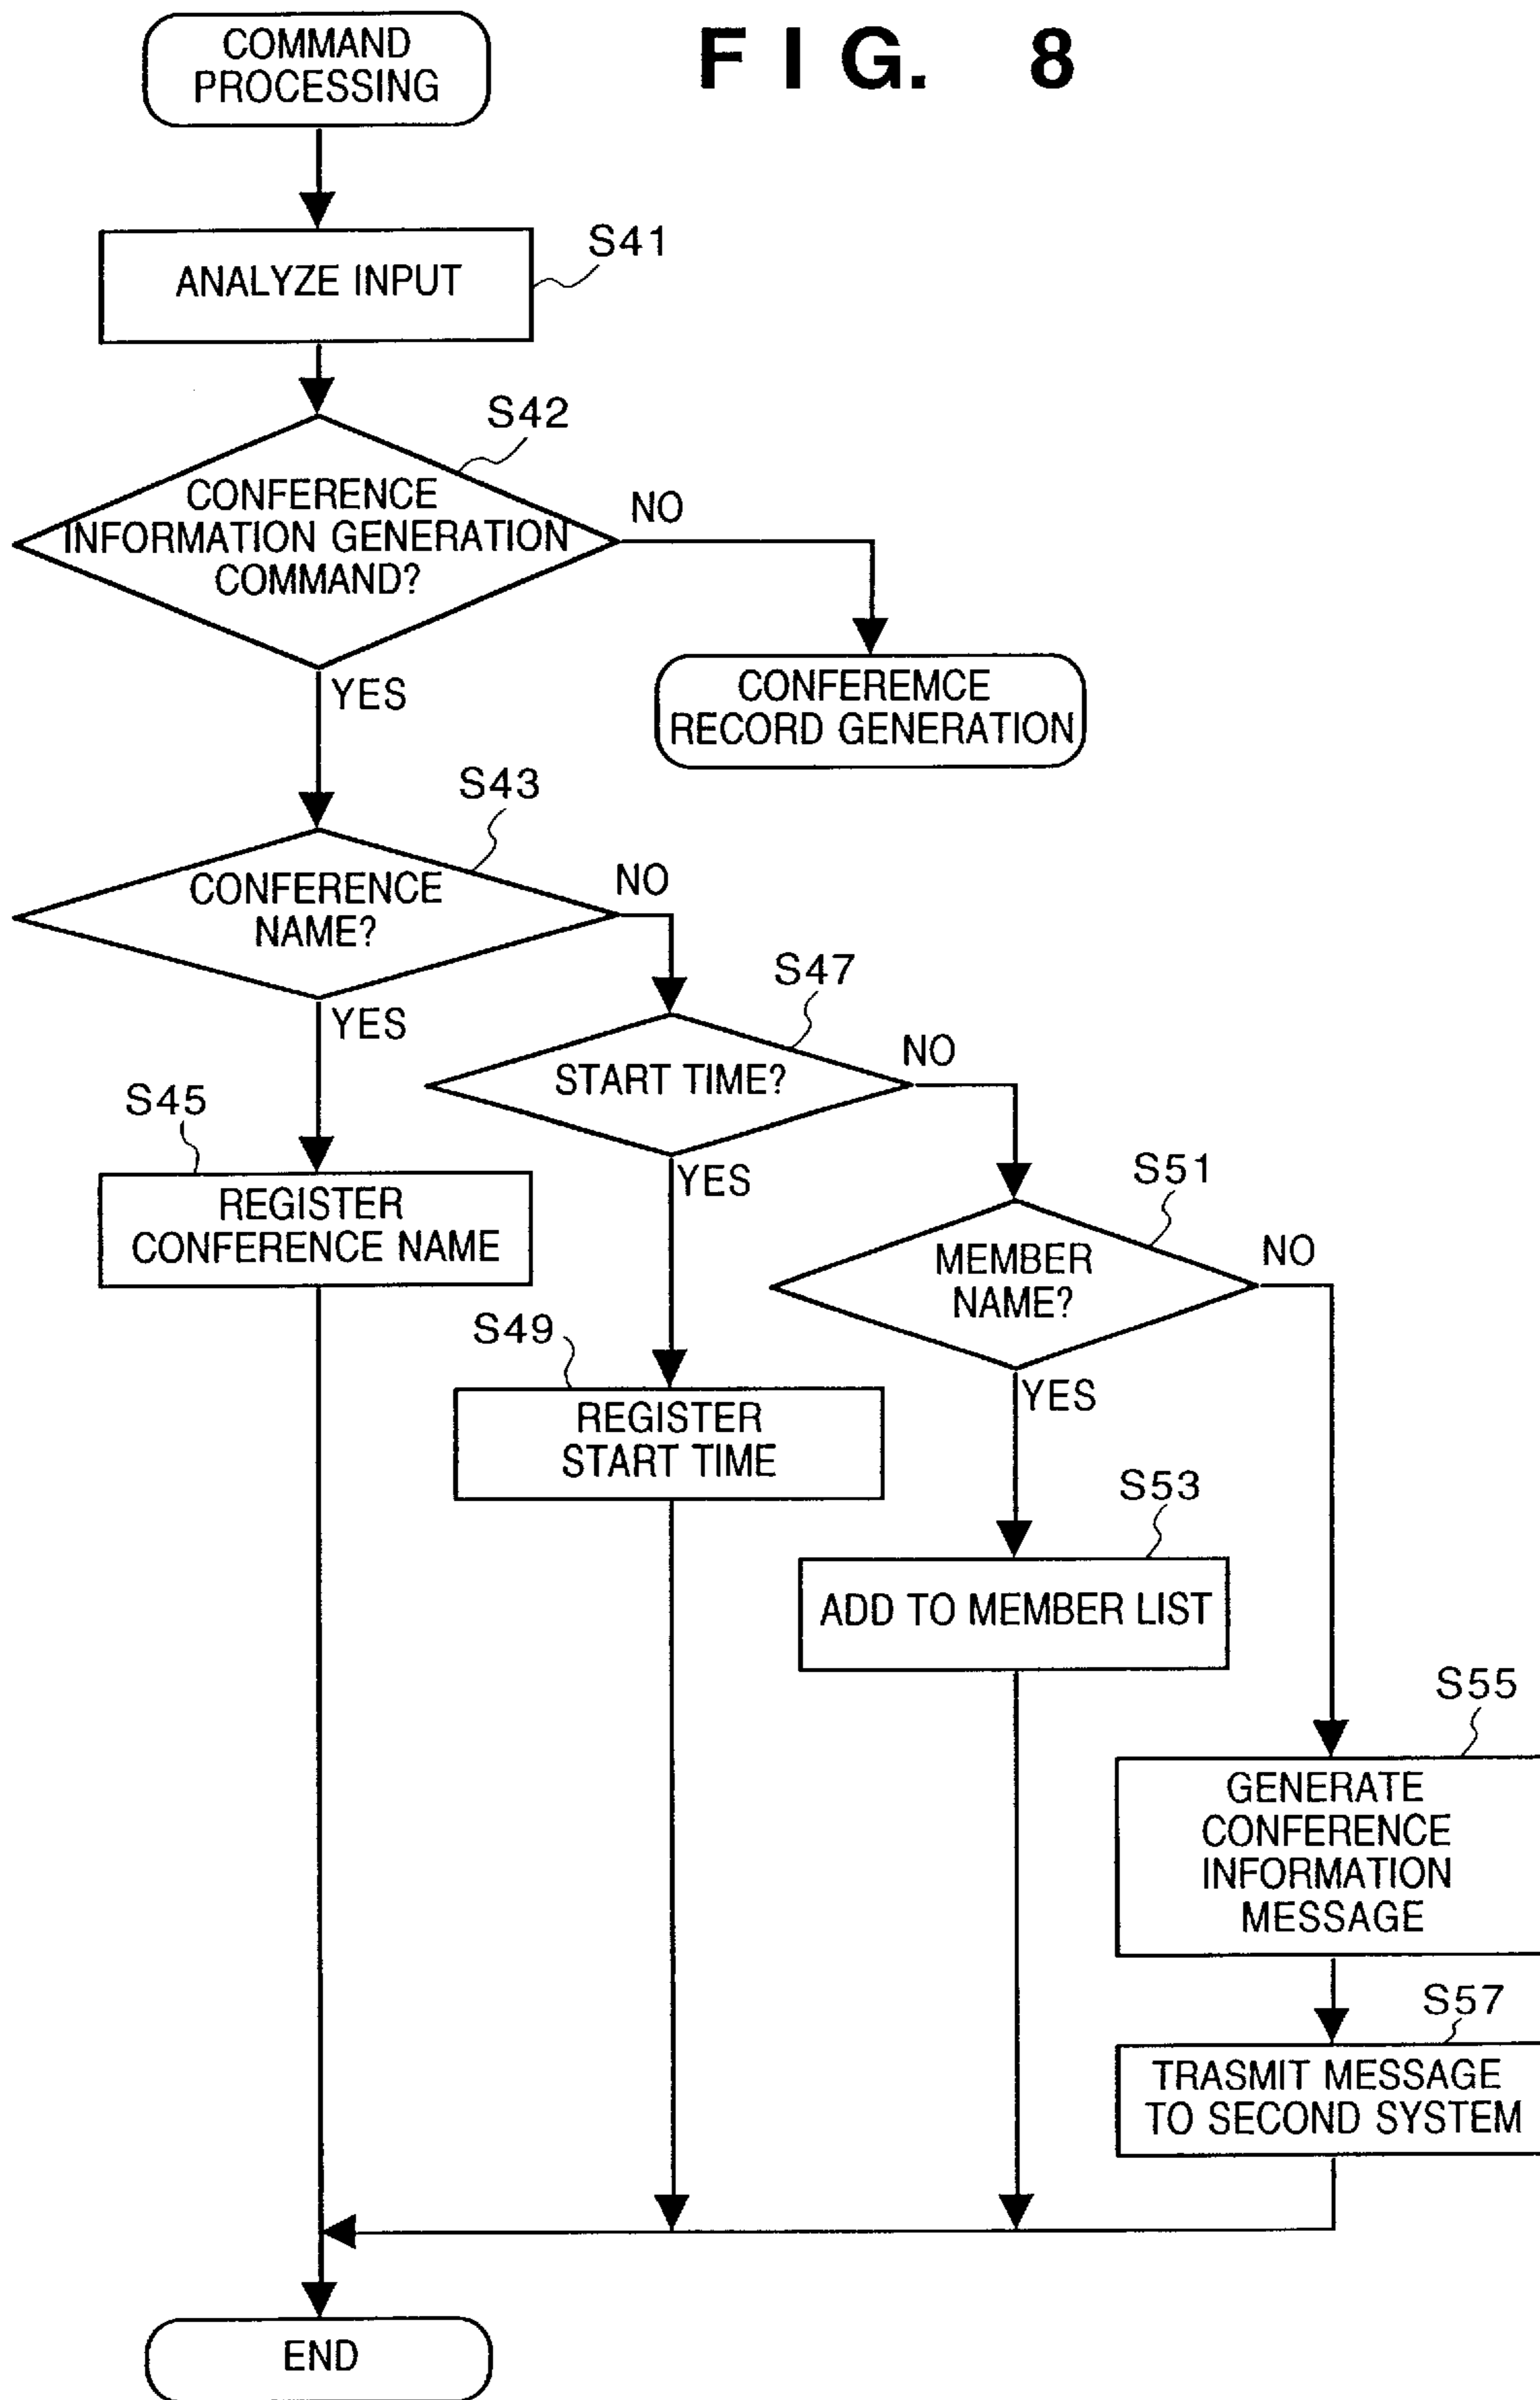 FIG. 8
COMMAND
PROCESSING
S41
ANALYZE INPUT
S42
CONFERENCE
INFORMATION GENERATION
COMMAND?
NO
YES
CONFEREMCE
RECORD GENERATION
S43
CONFERENCE
NAME?
NO
YES
S47
START TIME?
NO
YES
S45
REGISTER
CONFERENCE NAME
S51
MEMBER
NAME?
NO
YES
S49
REGISTER
START TIME
S53
ADD TO MEMBER LIST
S55
GENERATE
CONFERENCE
INFORMATION
MESSAGE
S57
TRASMIT MESSAGE
TO SECOND SYSTEM
END